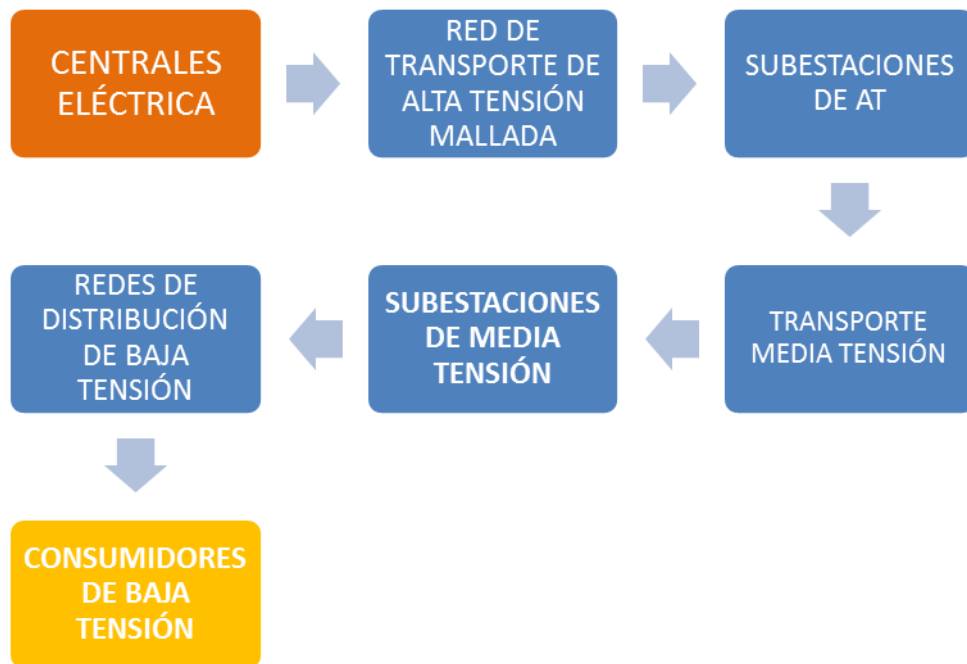 CENTRALES
ELÉCTRICA
RED DE
TRANSPORTE DE
ALTA TENSIÓN
MALLADA
SUBESTACIONES
DE AT
TRANSPORTE
MEDIA TENSIÓN
SUBESTACIONES
DE MEDIA
TENSIÓN
REDES DE
DISTRIBUCIÓN
DE BAJA
TENSIÓN
CONSUMIDORES
DE BAJA
TENSIÓN